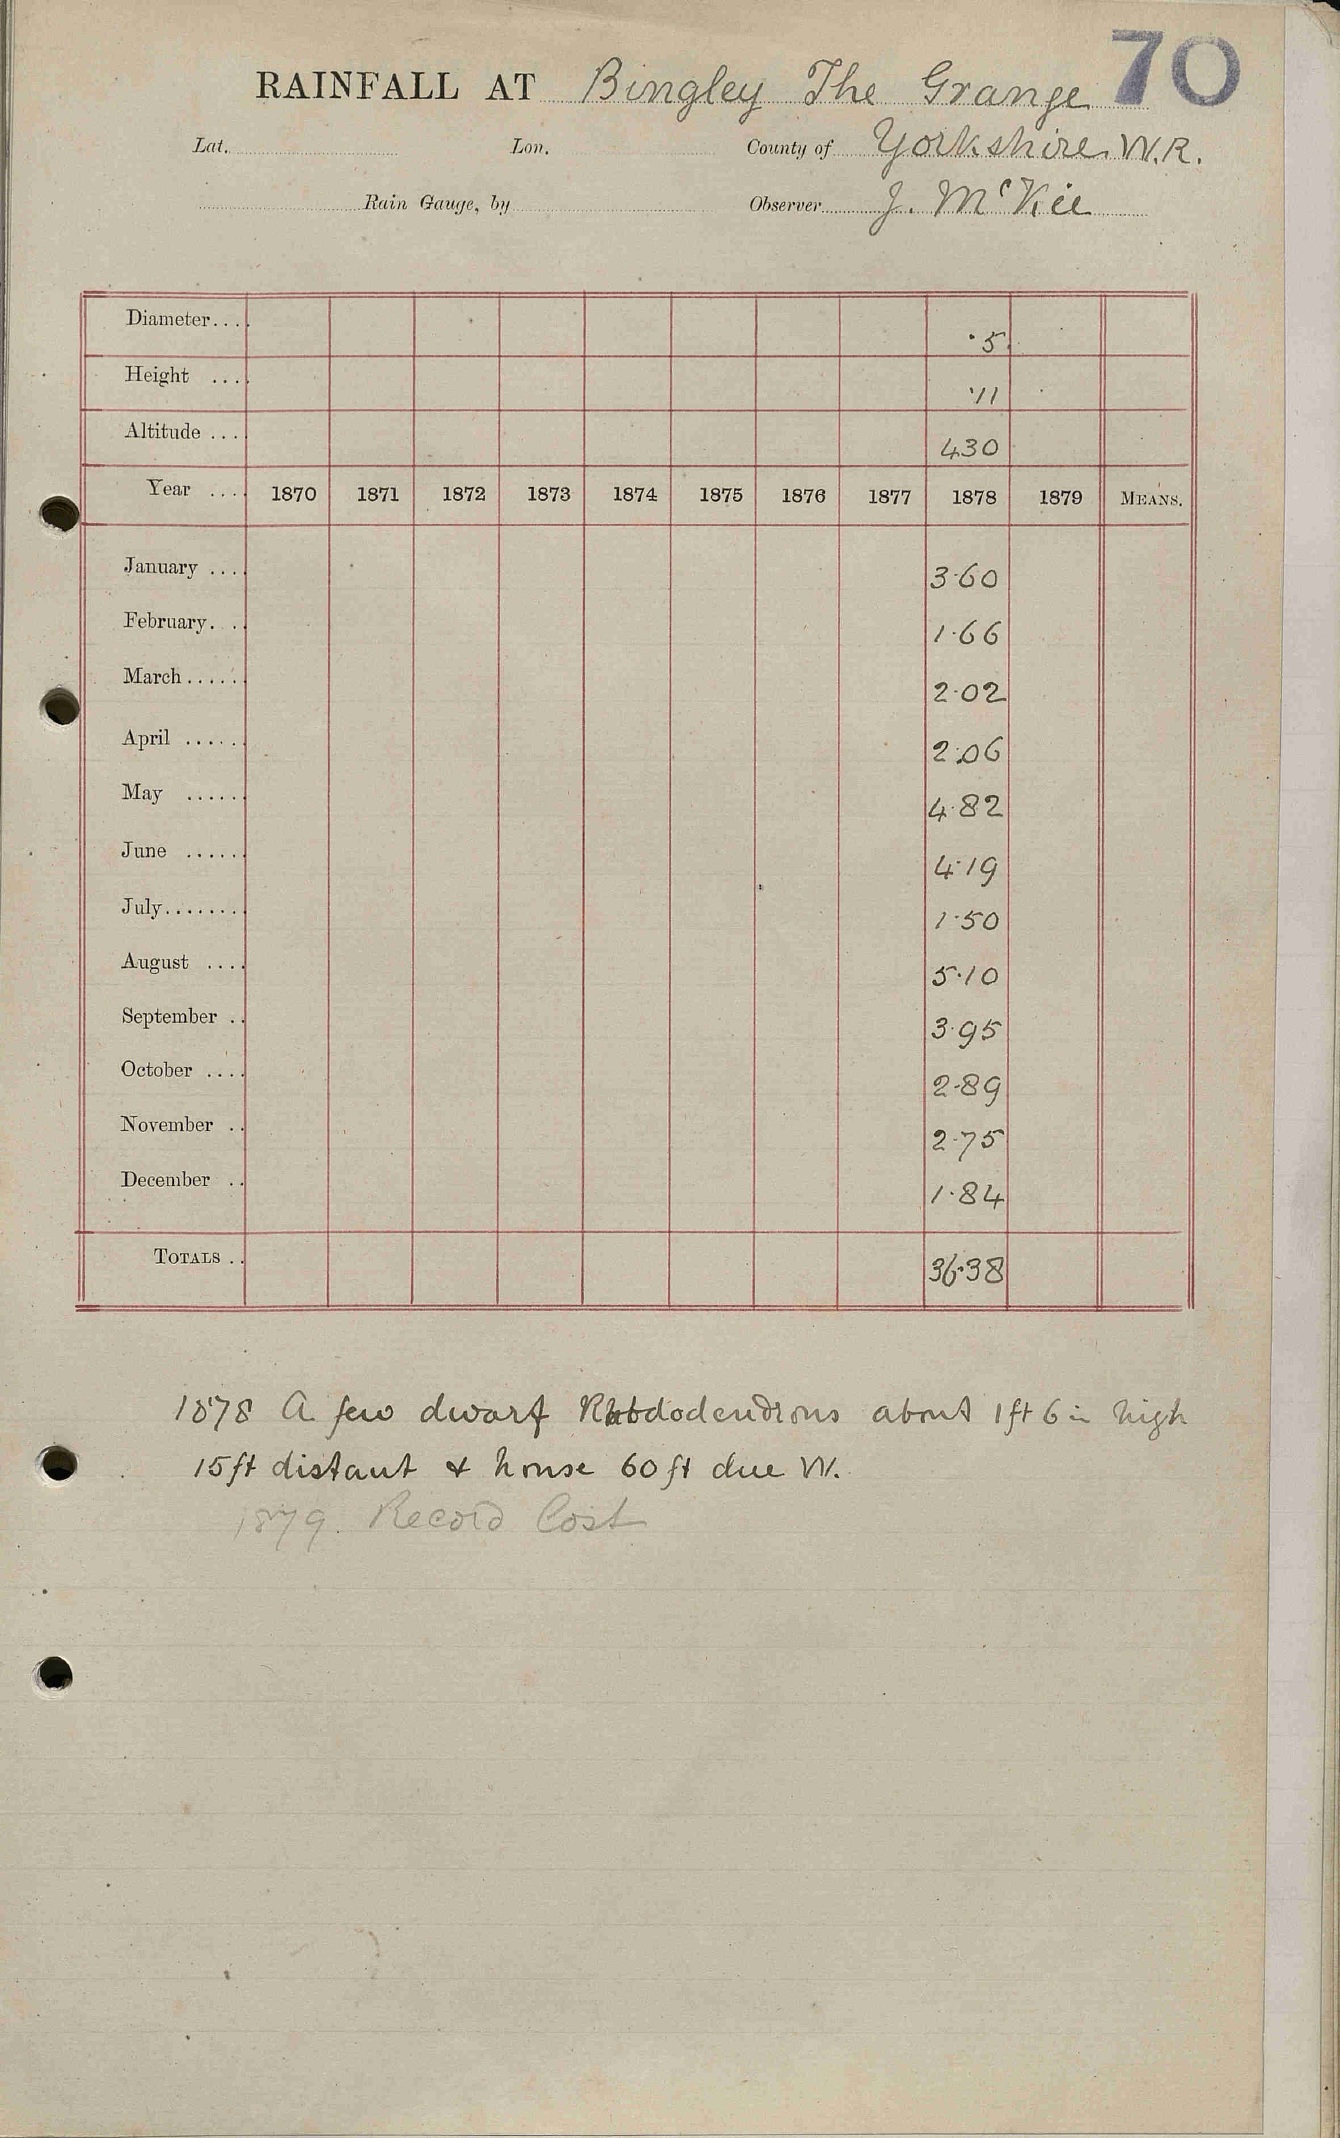 70
RAINFALL AT Bingley The Grange
Lat. Lon. County of Yorkshire W.R.
Rain Gauge, by Observer J. McKie
Diameter.... ·5
Height .... ·11
Altitude ... 430
Year ... 1870 1871 1872 1873 1874 1875 1876 1877 1878 1879 MEANS.
January ... 3·60
February. .. 1·66
March..... 2·02
April ..... 2·06
May ..... 4·82
June ..... 4·19
July....... 1·50
August .... 5·10
September .. 3·95
October .... 2·89
November .. 2·75
December .. 1·84
TOTALS .. 36·38
1878 A few dwarf dodendrons about 1ft 6 in high
15ft distant & house 60ft due W.
1879. Record Lost